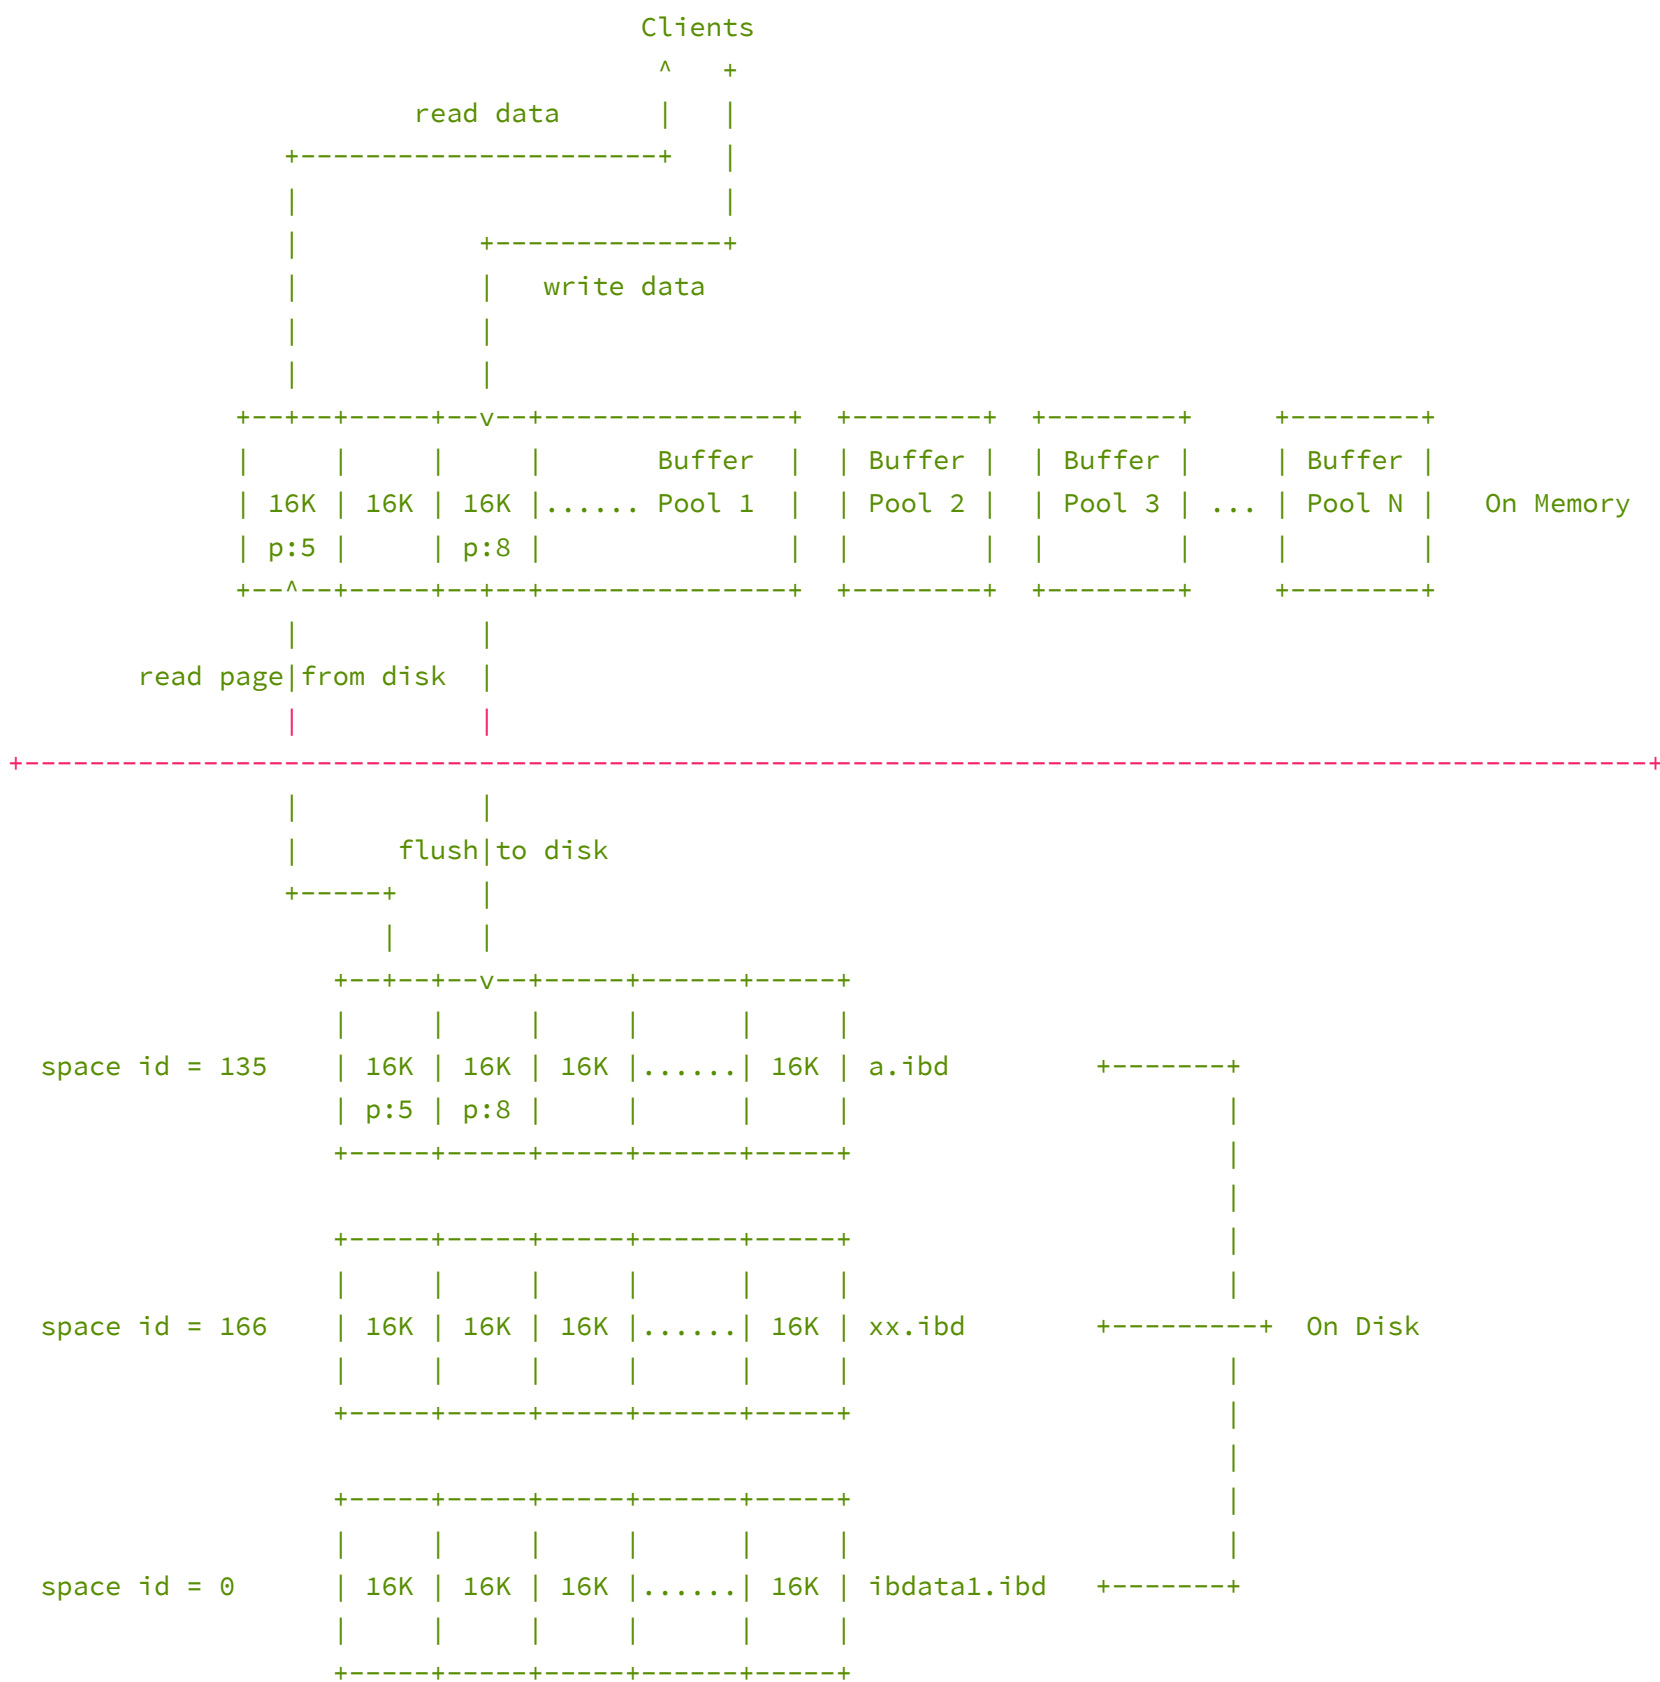 Clients
read data
write data
Buffer Buffer Buffer Buffer
16K 16K 16K ...... Pool 1 Pool 2 Pool 3 ... Pool N On Memory
p:5 p:8
read page from disk
flush to disk
space id = 135 16K 16K 16K ...... 16K a.ibd
p:5 p:8
space id = 166 16K 16K 16K ...... 16K xx.ibd On Disk
space id = 0 16K 16K 16K ...... 16K ibdata1.ibd